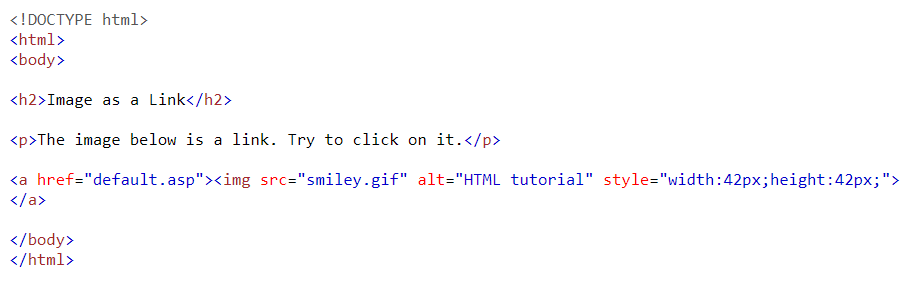 <!DOCTYPE html>
<html>
<body>
<h2>Image as a Link</h2>
<p>The image below is a link. Try to click on it.</p>
<a href="default.asp"><img src="smiley.gif" alt="HTML tutorial" style="width:42px;height:42px;">
</a>
</body>
</html>